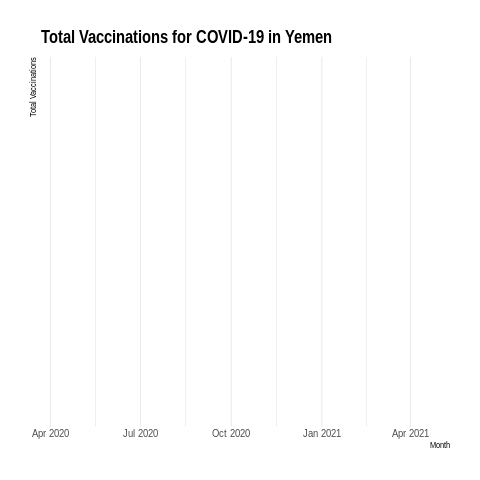 Total Vaccinations for COVID-19 in Yemen
Total Vaccinations
Apr 2020 Jul 2020 Oct 2020 Jan 2021 Apr 2021
Month